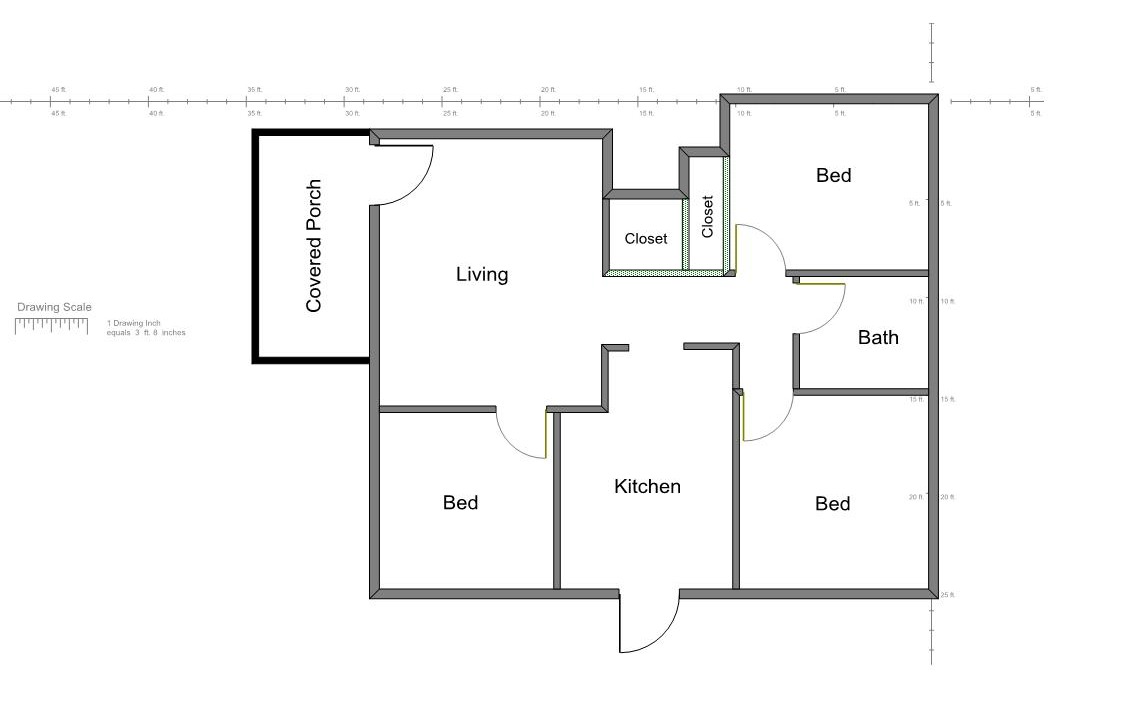 45 ft.
40 ft.
35 ft.
30 ft.
25 ft.
20 ft.
15 ft.
10 ft.
5 ft.
5 ft.
45 ft.
40 ft.
35 ft.
30 ft.
25 ft.
20 ft.
15 ft.
10 ft.
5 ft.
5 ft.
Bed
5 ft.
5 ft.
Closet
Closet
Covered Porch
Living
10 ft.
10 ft.
Drawing Scale
1 Drawing Inch
equals 3 ft. 8 inches
Bath
15 ft.
15 ft.
Kitchen
20 ft.
20 ft.
Bed
Bed
25 ft.